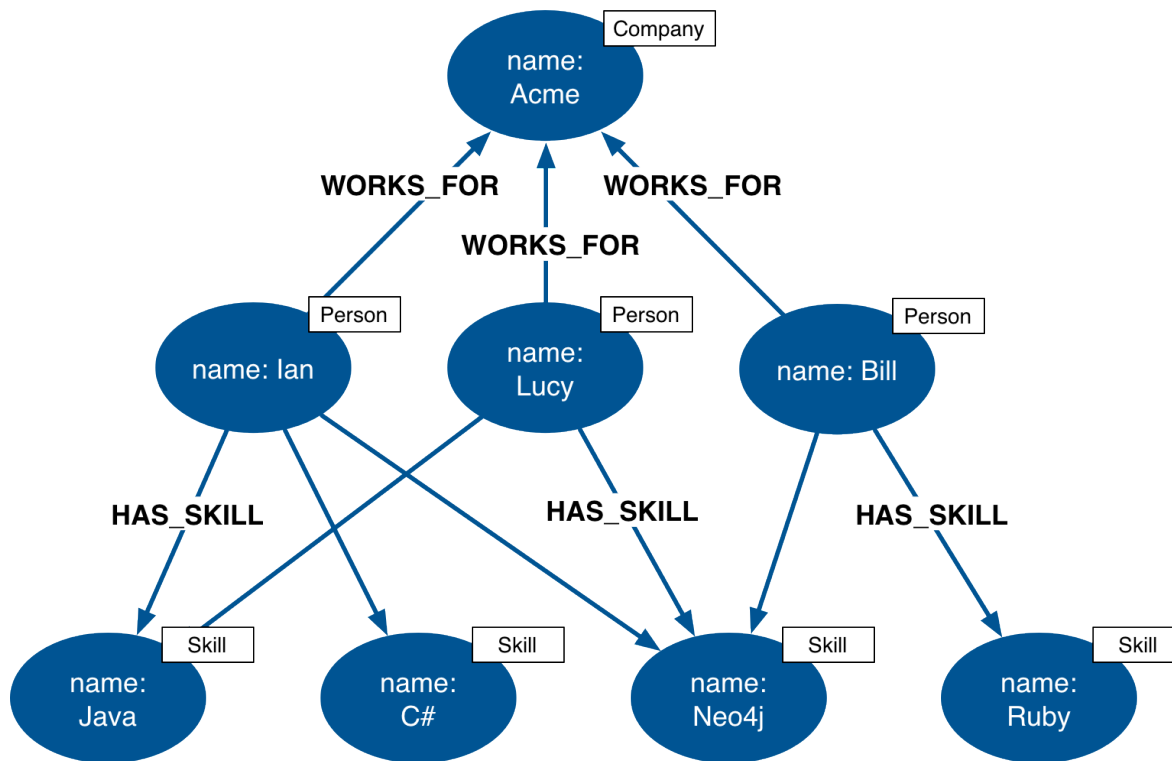 Company
name:
Acme
WORKS_FOR
WORKS_FOR
WORKS_FOR
Person
Person
Person
name: Ian
name:
Lucy
name: Bill
HAS_SKILL
HAS_SKILL
HAS_SKILL
Skill
Skill
Skill
Skill
name:
Java
name:
C#
name:
Neo4j
name:
Ruby